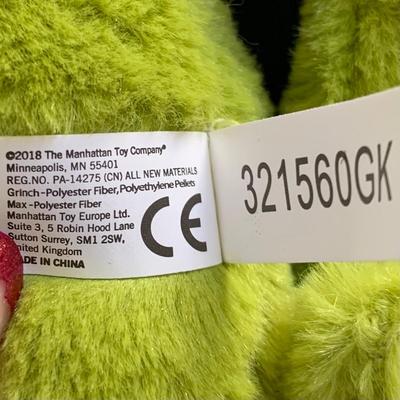 ©2018 The Manhattan Toy Company®
Minneapolis, MN 55401
REG.NO. PA-14275 (CN) ALL NEW MATERIALS
Grinch-Polyester Fiber, Polyethylene Pellets
Max-Polyester Fiber
Manhattan Toy Europe Ltd.
Suite 3, 5 Robin Hood Lane
Sutton Surrey, SM1 2SW,
United Kingdom
MADE IN CHINA
CE
321560GK